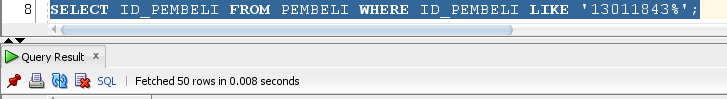 8 SELECT ID_PEMBELI FROM PEMBELI WHERE ID_PEMBELI LIKE '13011843%';
Query Result x
SQL | Fetched 50 rows in 0.008 seconds